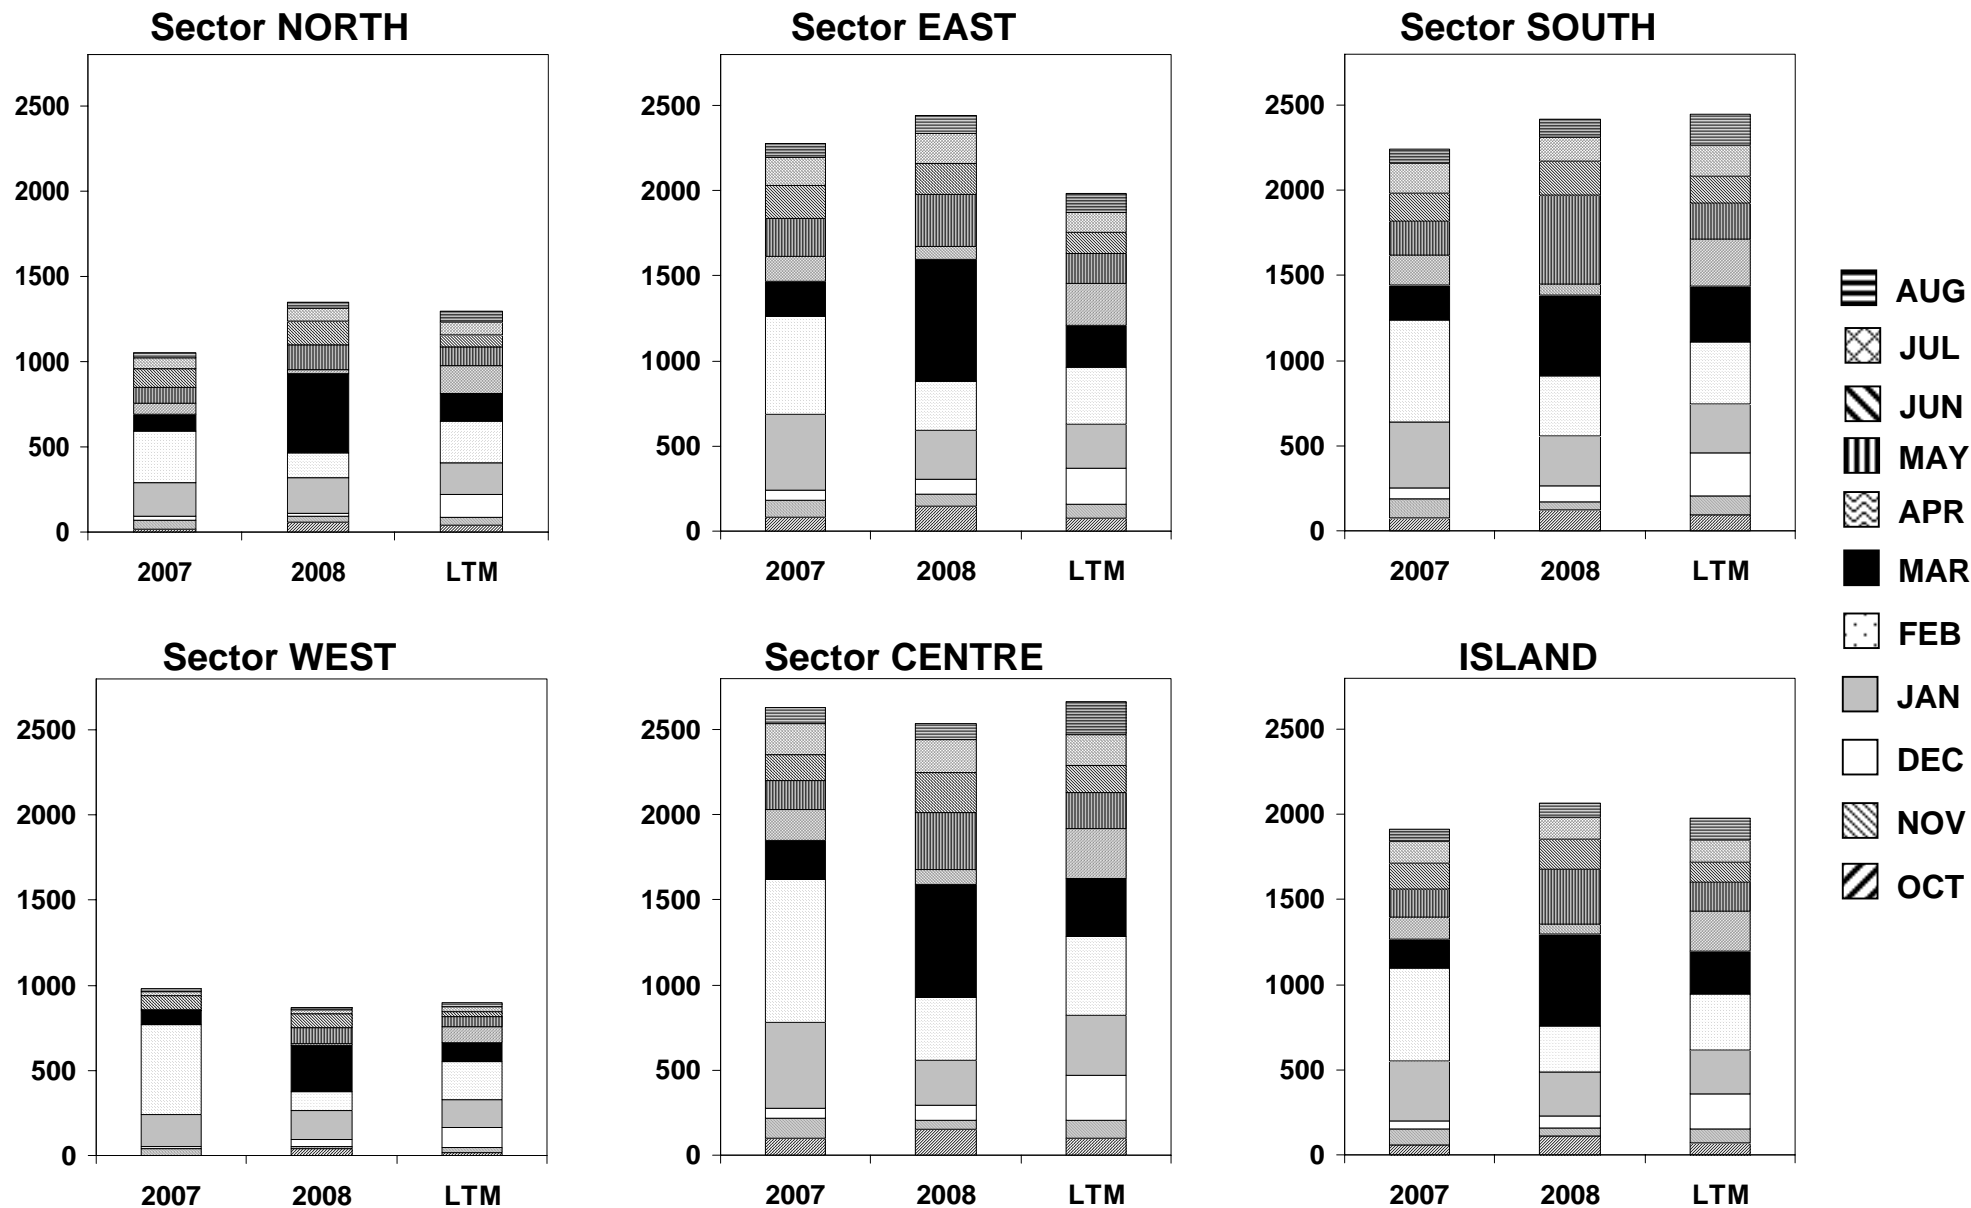 Sector NORTH
2500
2000
1500
1000
500
0
2007 2008 LTM
Sector EAST
2500
2000
1500
1000
500
0
2007 2008 LTM
Sector SOUTH
2500
2000
1500
1000
500
0
2007 2008 LTM
Sector WEST
2500
2000
1500
1000
500
0
2007 2008 LTM
Sector CENTRE
2500
2000
1500
1000
500
0
2007 2008 LTM
ISLAND
2500
2000
1500
1000
500
0
2007 2008 LTM
AUG
JUL
JUN
MAY
APR
MAR
FEB
JAN
DEC
NOV
OCT